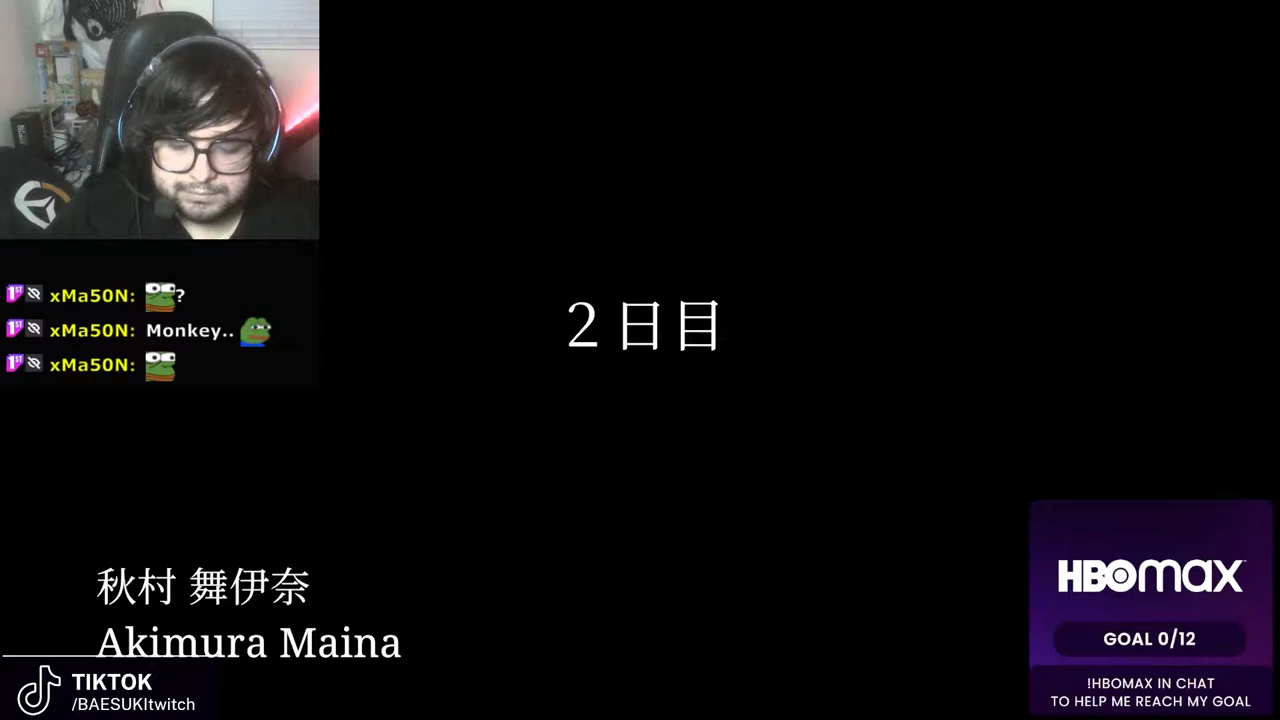 xMa50N: ?
xMa50N: Monkey..
xMa50N:
２日目
秋村 舞伊奈
Akimura Maina
TIKTOK
/BAESUKItwitch
HBOmax
GOAL 0/12
!HBOMAX IN CHAT
TO HELP ME REACH MY GOAL